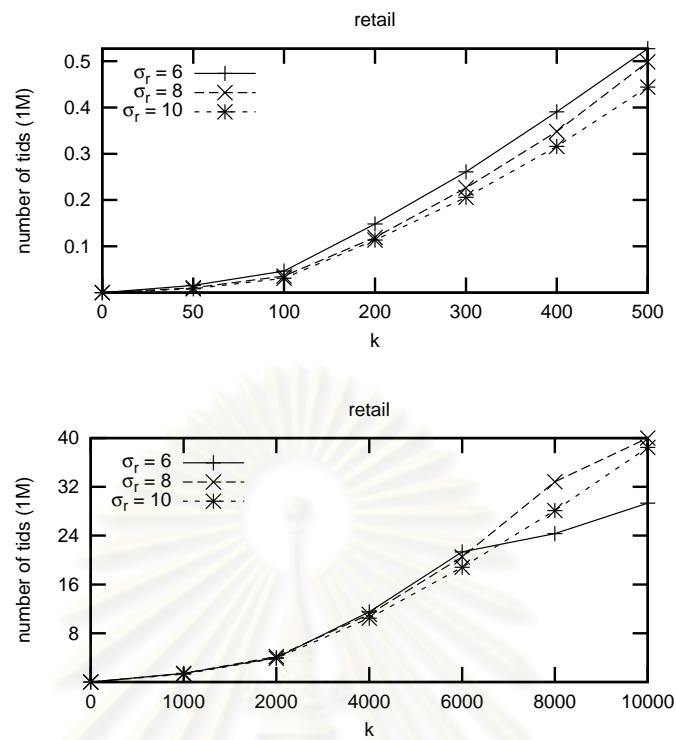 retail
number of tids (1M)
σr = 6
σr = 8
σr = 10
0.5
0.4
0.3
0.2
0.1
0 50 100 200 300 400 500
k
retail
number of tids (1M)
σr = 6
σr = 8
σr = 10
40
32
24
16
8
0 1000 2000 4000 6000 8000 10000
k